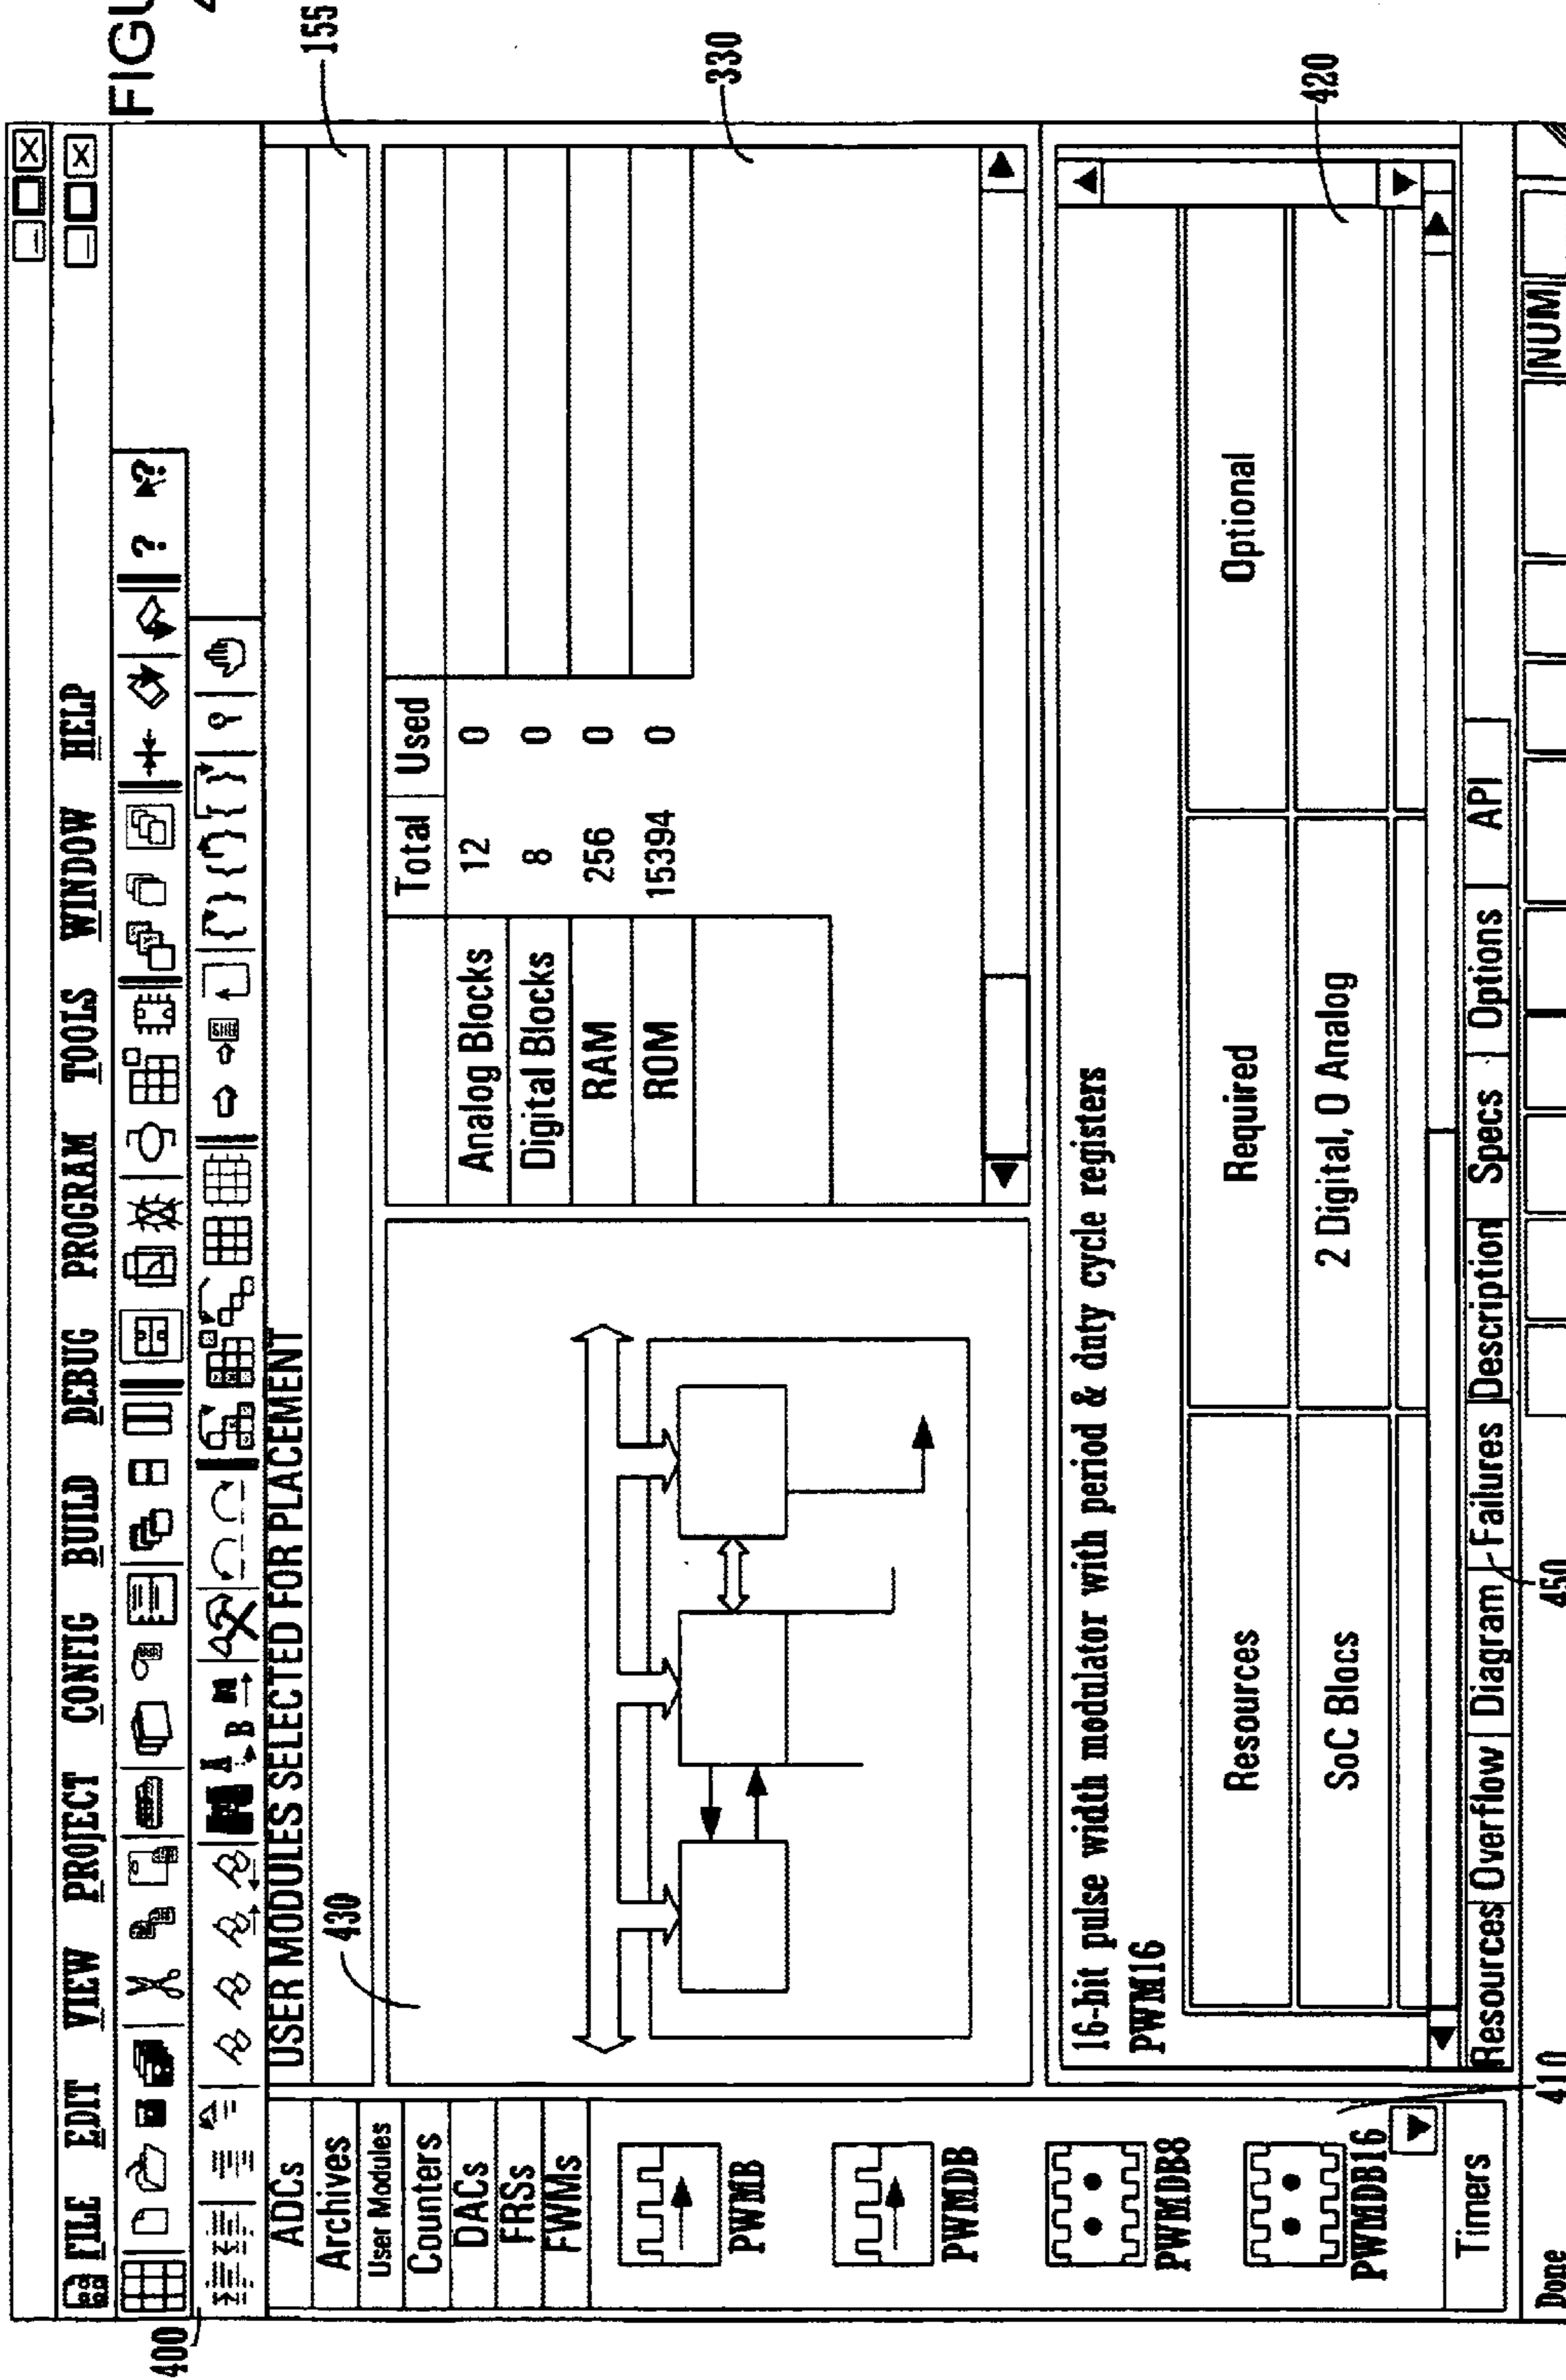 FIGU
4
FILE EDIT VIEW PROJECT CONFIG BUILD DEBUG PROGRAM TOOLS WINDOW HELP
? ?
400
A B
USER MODULES SELECTED FOR PLACEMENT
155
ADCs
Archives
User Modules
Counters
DACs
FRSs
FWMs
PWMB
PWMDB
PWMDB8
PWMDB16
Timers
430
Total Used
Analog Blocks 12 0
Digital Blocks 8 0
RAM 256 0
ROM 15394 0
330
16-bit pulse width modulator with period & duty cycle registers
PWM16
Resources Required Optional
SoC Blocs 2 Digital, O Analog
420
Resources Overflow Diagram Failures Description Specs Options API
Done
NUM
410
450